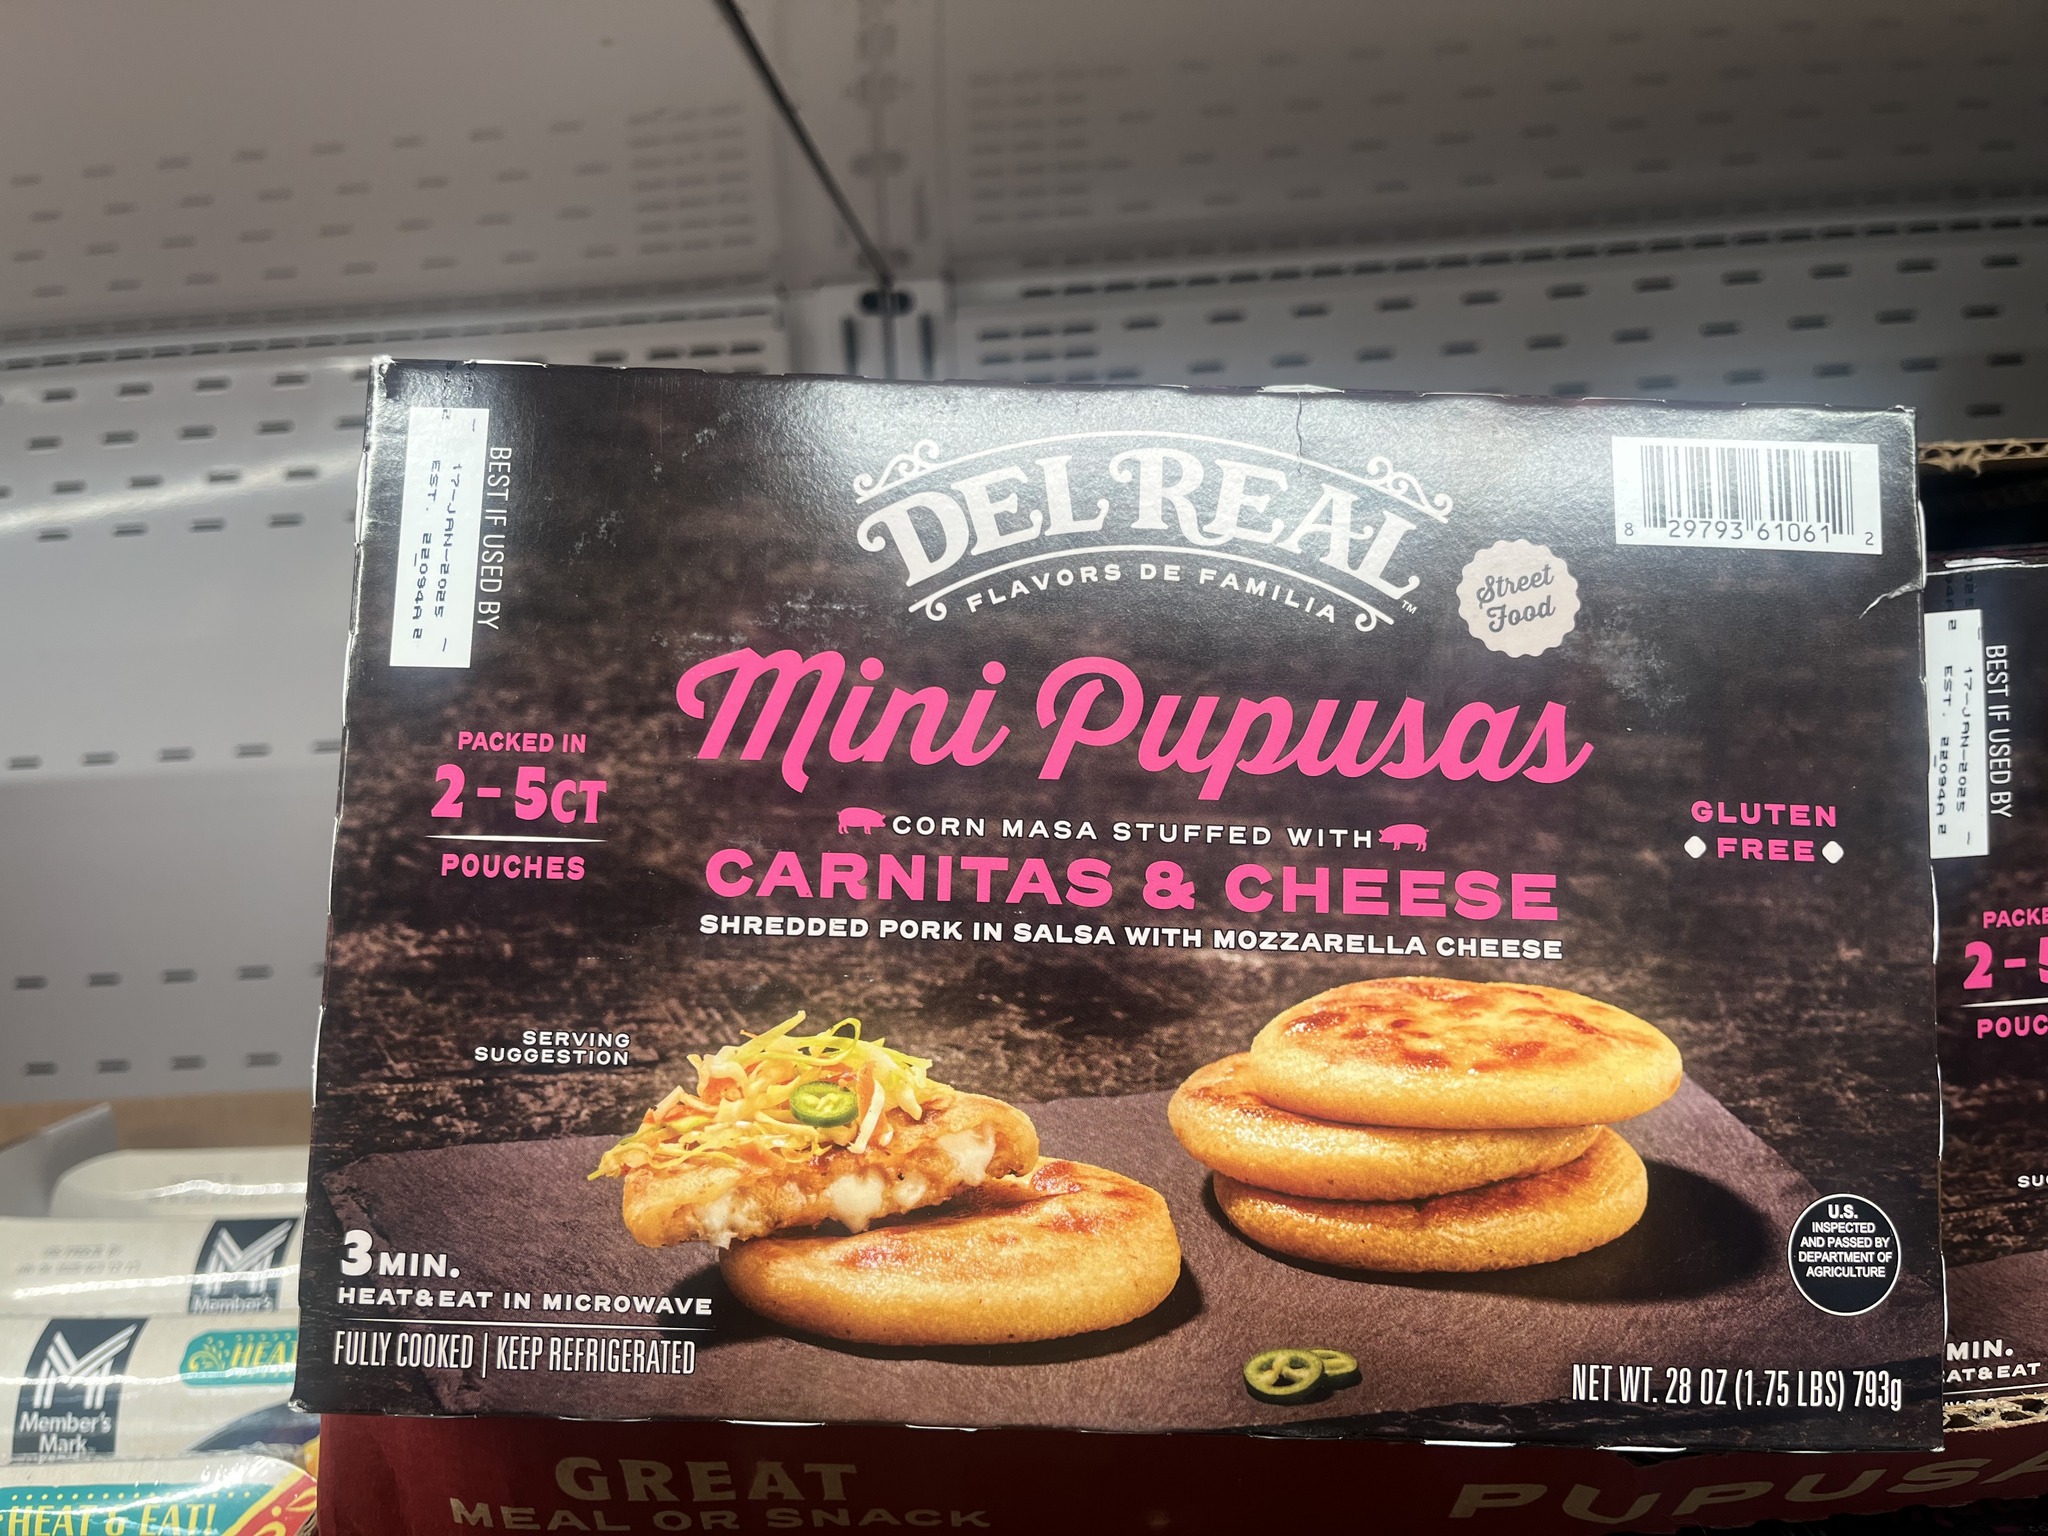 BEST IF USED BY
17-JAN-2025
EST. 22094A 2
DEL REAL™
FLAVORS DE FAMILIA
Street
Food
8 29793 61061 2
Mini Pupusas
PACKED IN
2-5CT
POUCHES
CORN MASA STUFFED WITH
CARNITAS & CHEESE
SHREDDED PORK IN SALSA WITH MOZZARELLA CHEESE
GLUTEN
FREE
SERVING
SUGGESTION
3 MIN.
HEAT&EAT IN MICROWAVE
FULLY COOKED | KEEP REFRIGERATED
U.S.
INSPECTED
AND PASSED BY
DEPARTMENT OF
AGRICULTURE
NET WT. 28 OZ (1.75 LBS) 793g
BEST IF USED BY
17-JAN-2025
EST. 22094A 2
PACKE
2-5
POUC
SU
MIN.
AT&EAT
Member's
HEAT
Member's
Mark
HEAT & EAT!
GREAT
MEAL OR SNACK
PUPUSA